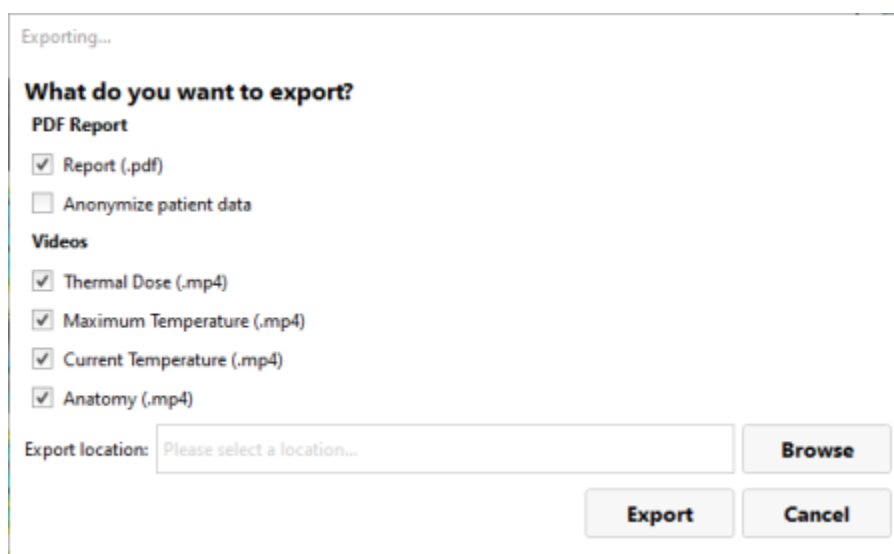 Exporting...
What do you want to export?
PDF Report
Report (.pdf)
Anonymize patient data
Videos
Thermal Dose (.mp4)
Maximum Temperature (.mp4)
Current Temperature (.mp4)
Anatomy (.mp4)
Export location: Please select a location... Browse
Export Cancel